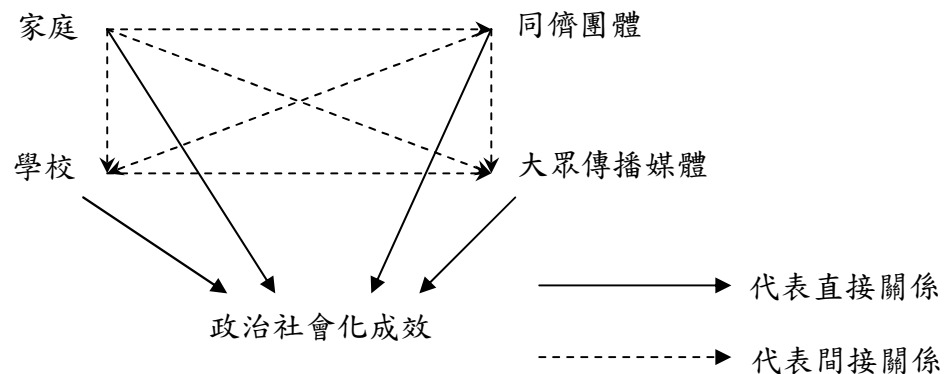 家庭
同儕團體
學校
大眾傳播媒體
政治社會化成效
代表直接關係
代表間接關係